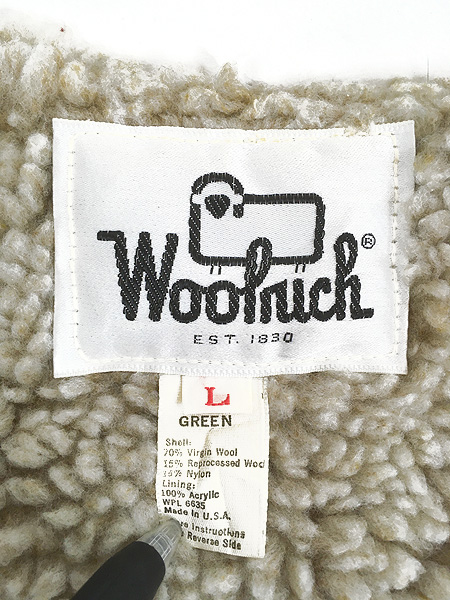 Woolrich®
EST. 1830
L
GREEN
Shell:
70% Virgin Wool
15% Reprocessed Wool
15% Nylon
Lining:
100% Acrylic
WPL 6635
Made in U.S.A.
Instructions
Reverse Side